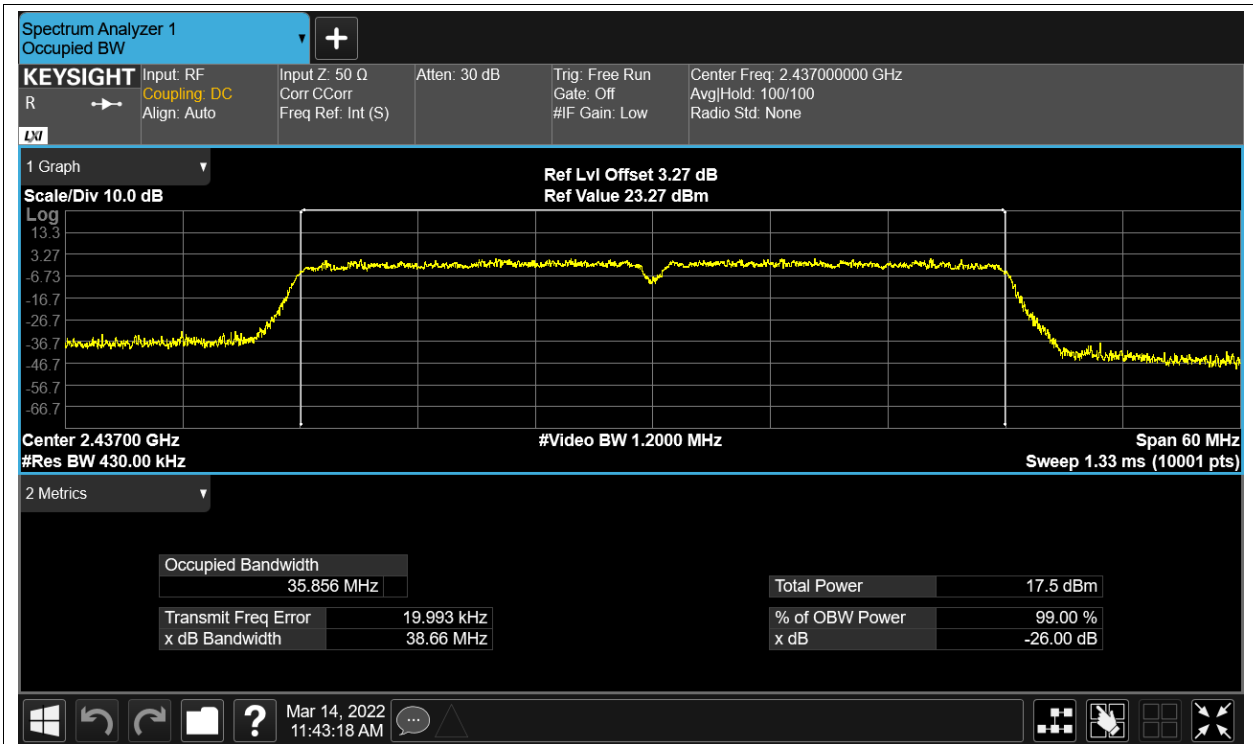 Spectrum Analyzer 1
Occupied BW
KEYSIGHT
R
LXI
Input: RF
Coupling: DC
Align: Auto
Input Z: 50 Ω
Corr CCorr
Freq Ref: Int (S)
Atten: 30 dB
Trig: Free Run
Gate: Off
#IF Gain: Low
Center Freq: 2.437000000 GHz
Avg|Hold: 100/100
Radio Std: None
1 Graph
Scale/Div 10.0 dB
Ref Lvl Offset 3.27 dB
Ref Value 23.27 dBm
Log
13.3
3.27
-6.73
-16.7
-26.7
-36.7
-46.7
-56.7
-66.7
Center 2.43700 GHz
#Video BW 1.2000 MHz
Span 60 MHz
#Res BW 430.00 kHz
Sweep 1.33 ms (10001 pts)
2 Metrics
Occupied Bandwidth
35.856 MHz
Total Power 17.5 dBm
Transmit Freq Error 19.993 kHz
% of OBW Power 99.00 %
x dB Bandwidth 38.66 MHz
x dB -26.00 dB
?
Mar 14, 2022
11:43:18 AM